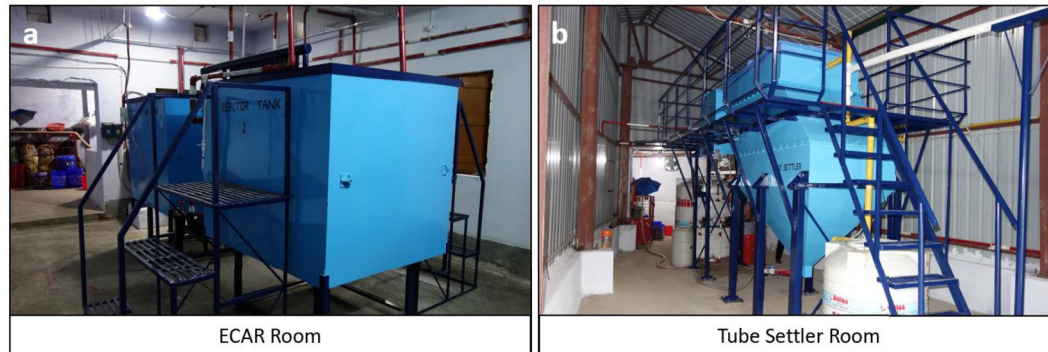 a
REACTOR TANK
2
b
SETTLER
ECAR Room
Tube Settler Room